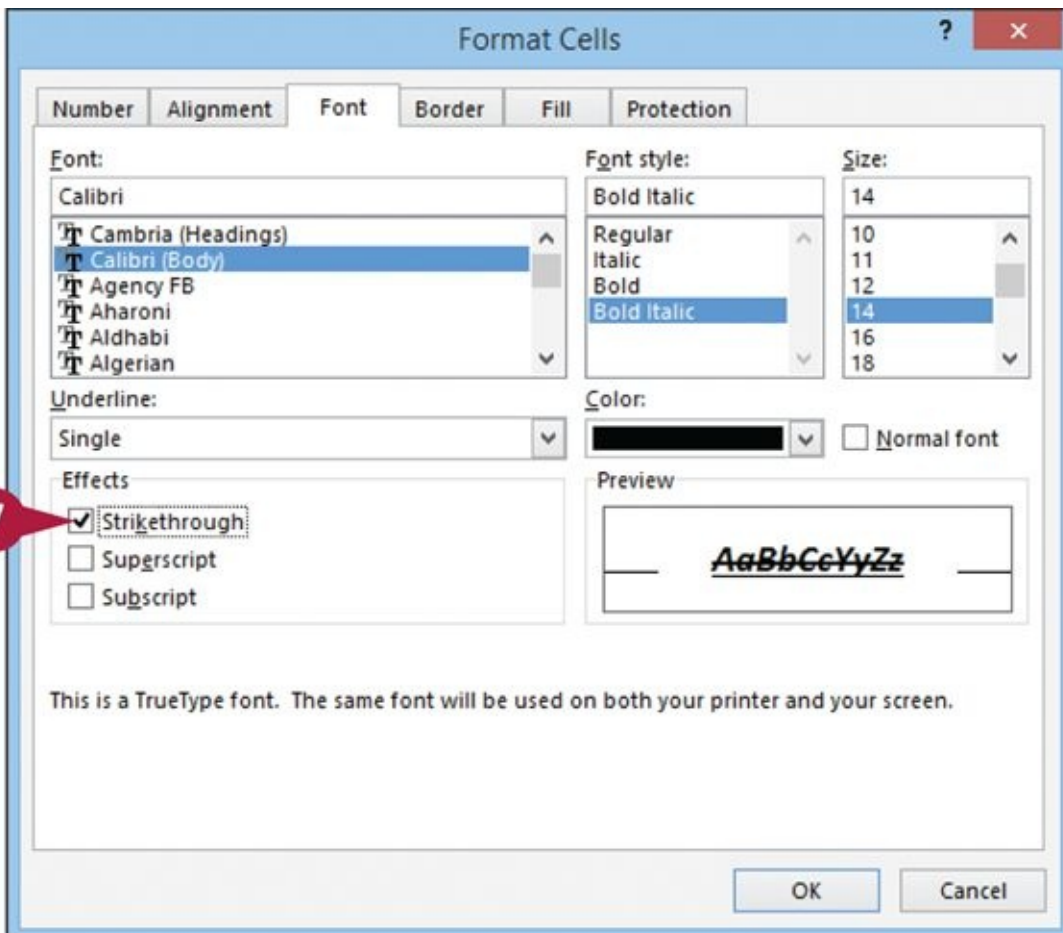 Format Cells
?
×
Number Alignment Font Border Fill Protection
Font: Font style: Size:
Calibri Bold Italic 14
Cambria (Headings) Regular 10
Calibri (Body) Italic 11
Agency FB Bold 12
Aharoni Bold Italic 14
Aldhabi 16
Algerian 18
Underline: Color:
Single Normal font
Effects Preview
Strikethrough
Superscript AaBbCcYyZz
Subscript
This is a TrueType font. The same font will be used on both your printer and your screen.
OK Cancel